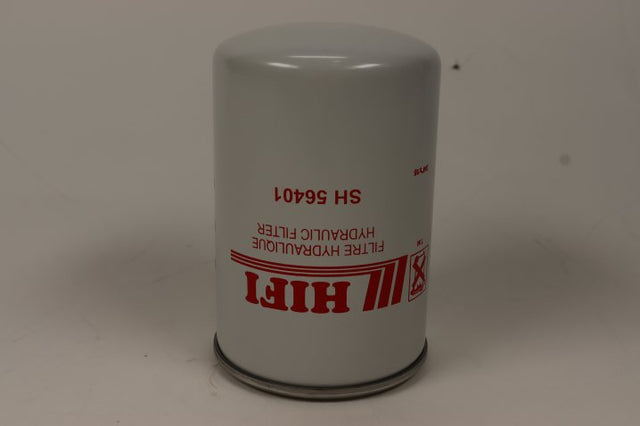 HIFI
FILTRE HYDRAULIQUE
HYDRAULIC FILTER
SH 56401